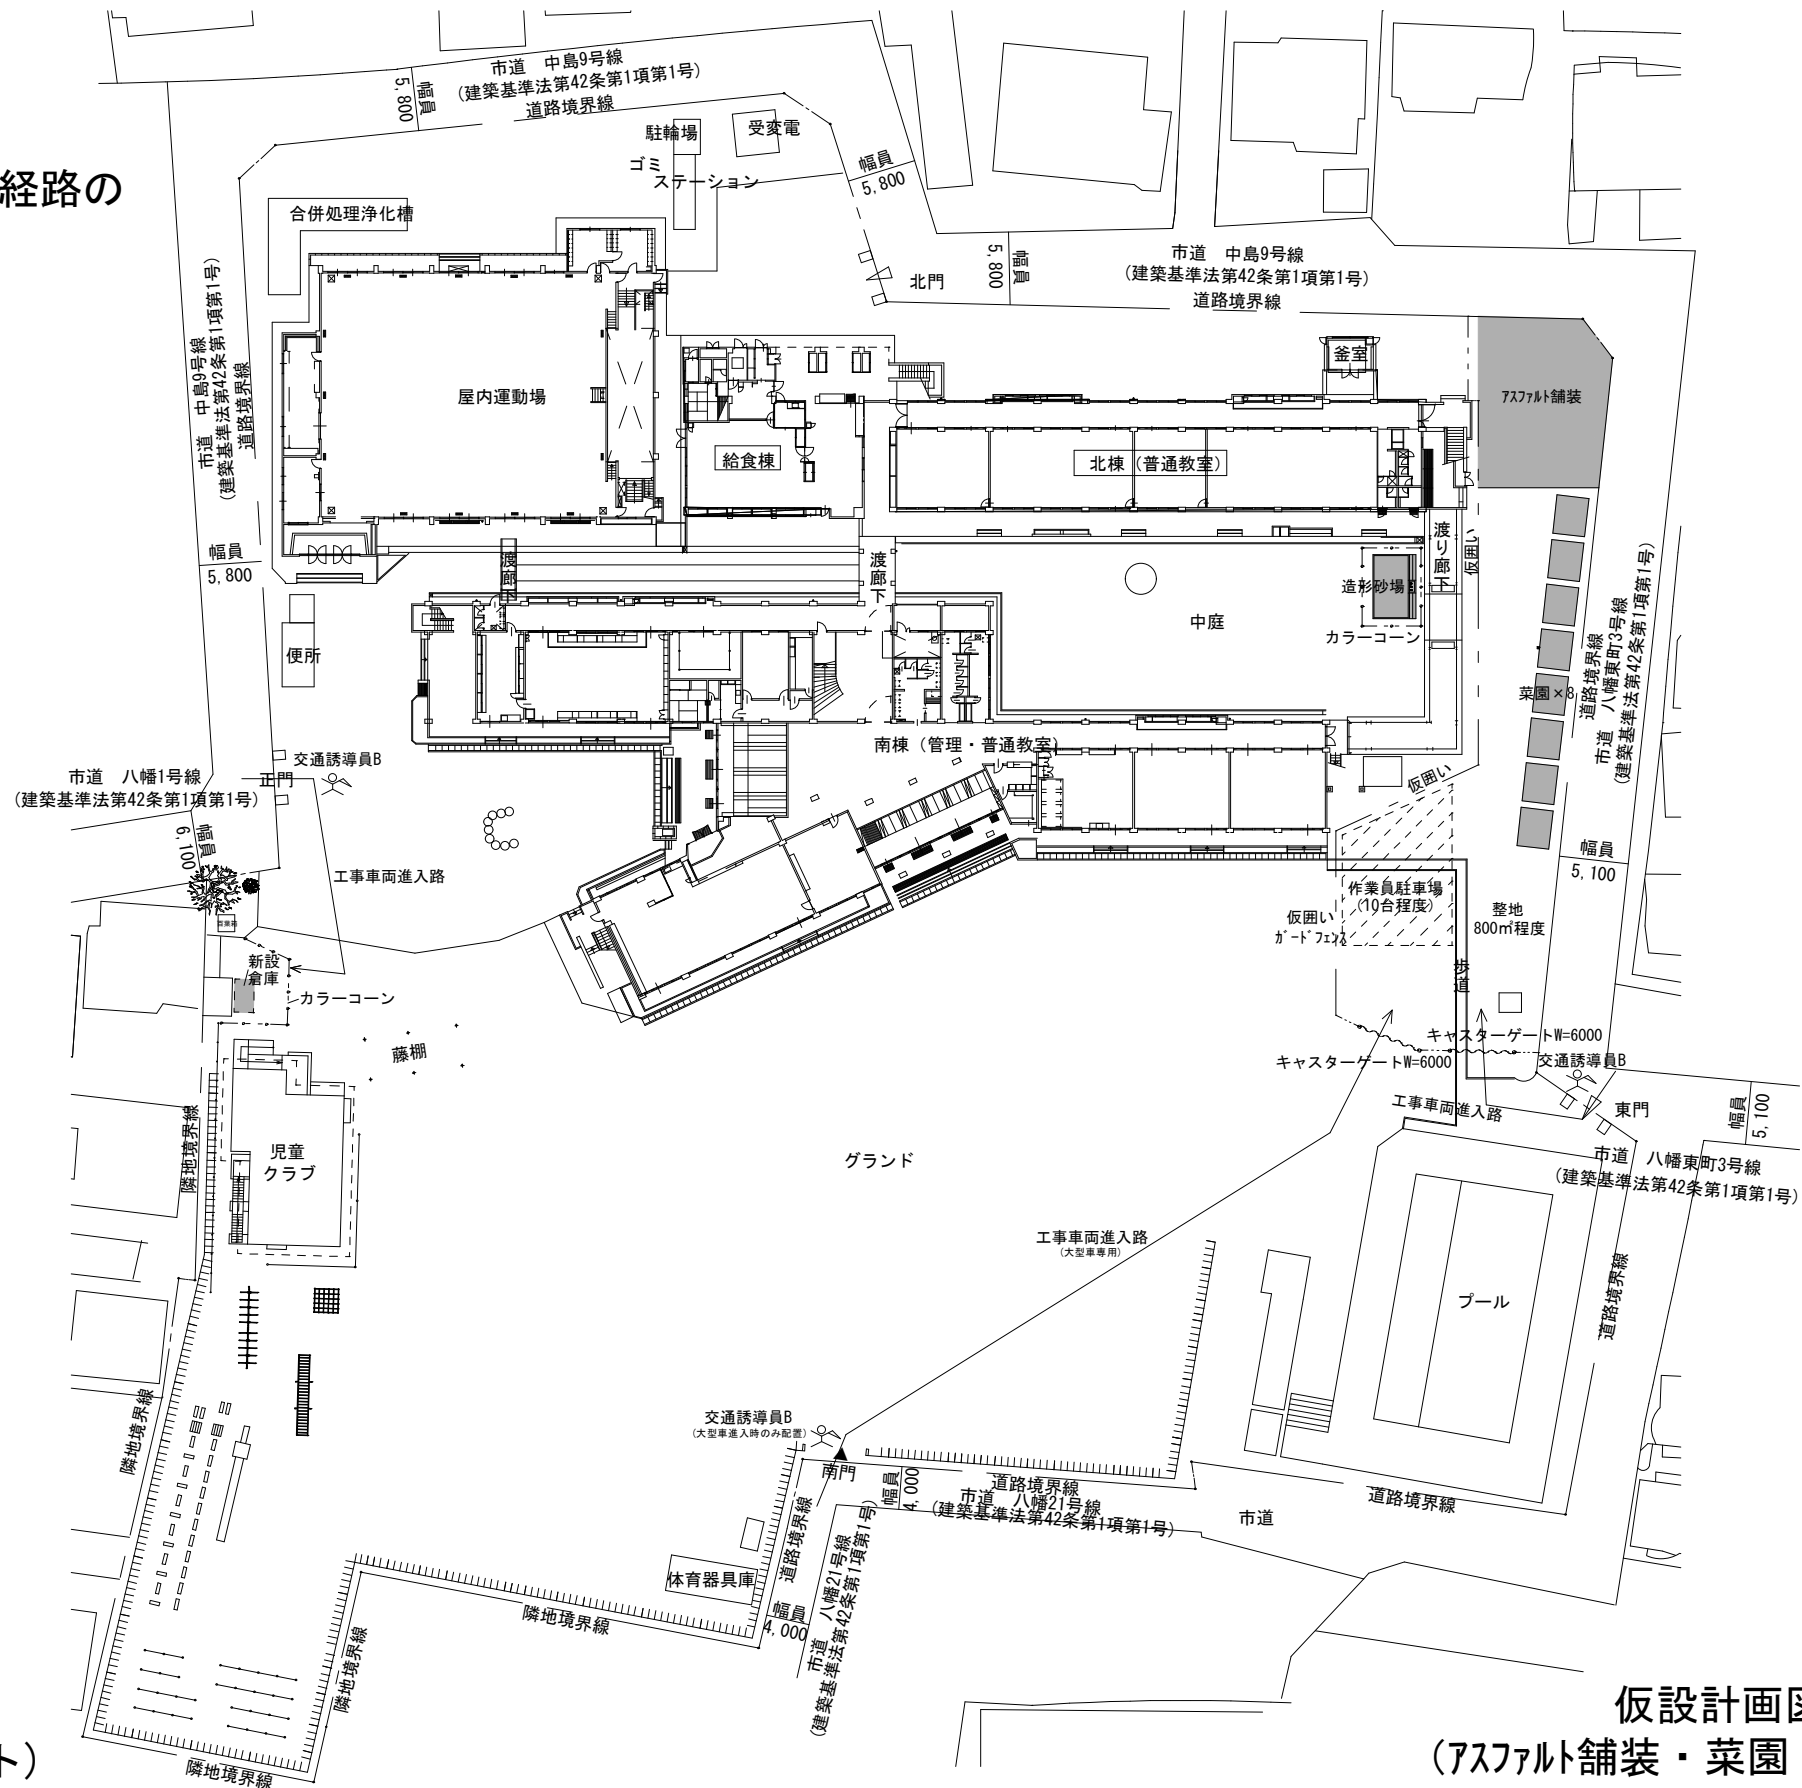 市道　中島9号線
(建築基準法第42条第1項第1号)
道路境界線
幅員
5,800
駐輪場
受変電
ゴミ
ステーション
幅員
5,800
経路の
合併処理浄化槽
市道　中島9号線
(建築基準法第42条第1項第1号)
道路境界線
幅員
5,800
北門
市道　中島9号線
(建築基準法第42条第1項第1号)
道路境界線
釜室
アスファルト舗装
屋内運動場
給食棟
北棟（普通教室）
幅員
5,800
渡廊
渡廊下
渡り廊下
仮囲い
造形砂場
カラーコーン
中庭
便所
菜園×8
道路境界線
市道　八幡東町3号線
(建築基準法第42条第1項第1号)
南棟（管理・普通教室）
交通誘導員B
正門
市道　八幡1号線
(建築基準法第42条第1項第1号)
幅員
6,100
仮囲い
幅員
5,100
工事車両進入路
作業員駐車場
(10台程度)
整地
800㎡程度
仮囲い
ガードフェンス
新設
倉庫
カラーコーン
歩道
藤棚
キャスターゲートW=6000
キャスターゲートW=6000
交通誘導員B
工事車両進入路
東門
幅員
5,100
隣地境界線
児童
クラブ
グランド
市道　八幡東町3号線
(建築基準法第42条第1項第1号)
工事車両進入路
(大型車専用)
道路境界線
プール
隣地境界線
交通誘導員B
(大型車進入時のみ配置)
南門
幅員
4,000
道路境界線
市道　八幡21号線
(建築基準法第42条第1項第1号)
市道
道路境界線
道路境界線
市道　八幡21号線
(建築基準法第42条第1項第1号)
体育器具庫
幅員
4,000
隣地境界線
隣地境界線
隣地境界線
仮設計画図
(アスファルト舗装・菜園
ト)